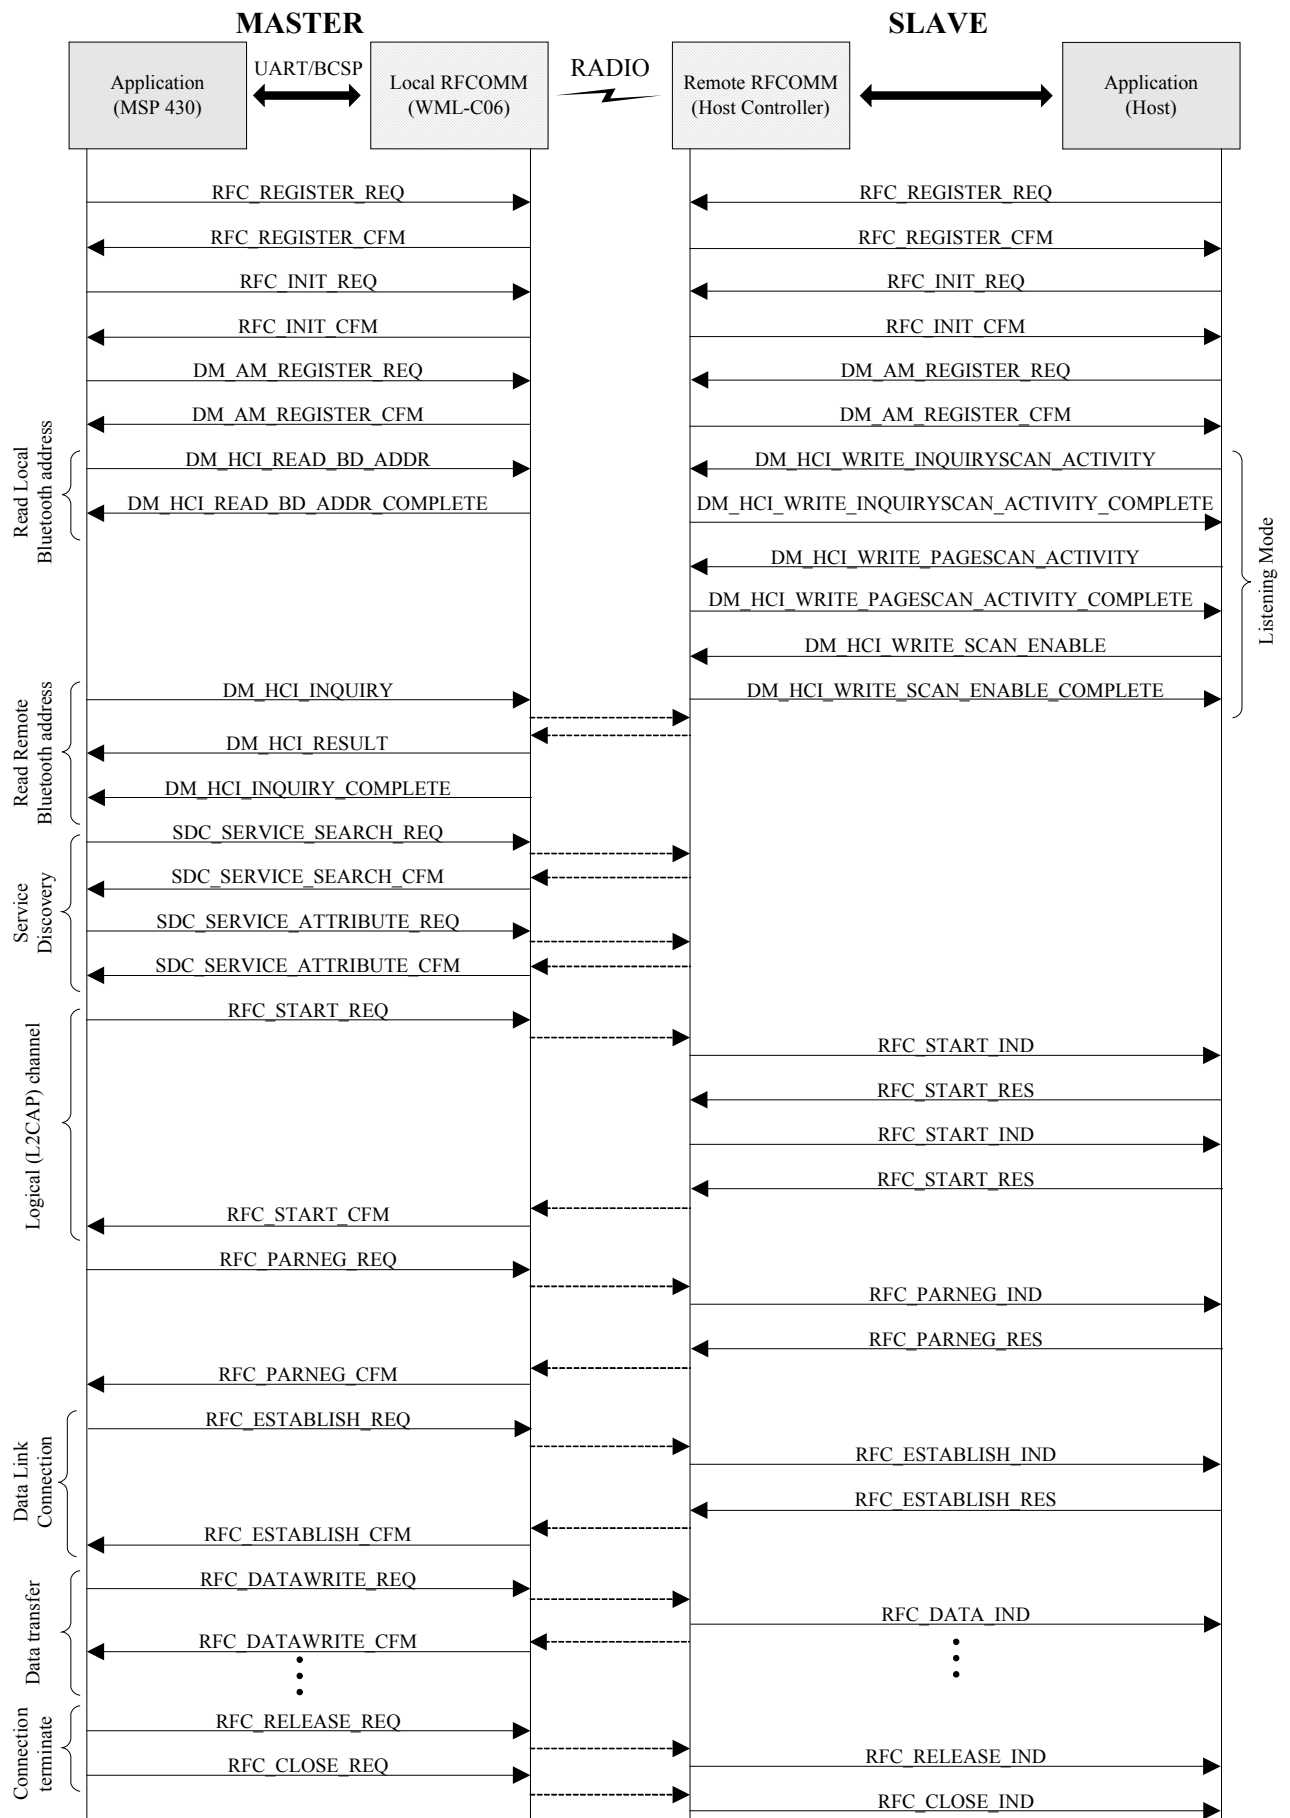 MASTER
SLAVE
Application
(MSP 430)
UART/BCSP
Local RFCOMM
(WML-C06)
RADIO
Remote RFCOMM
(Host Controller)
Application
(Host)
RFC_REGISTER_REQ
RFC_REGISTER_REQ
RFC_REGISTER_CFM
RFC_REGISTER_CFM
RFC_INIT_REQ
RFC_INIT_REQ
RFC_INIT_CFM
RFC_INIT_CFM
DM_AM_REGISTER_REQ
DM_AM_REGISTER_REQ
DM_AM_REGISTER_CFM
DM_AM_REGISTER_CFM
Read Local
Bluetooth address
DM_HCI_READ_BD_ADDR
DM_HCI_WRITE_INQUIRYSCAN_ACTIVITY
DM_HCI_READ_BD_ADDR_COMPLETE
DM_HCI_WRITE_INQUIRYSCAN_ACTIVITY_COMPLETE
DM_HCI_WRITE_PAGESCAN_ACTIVITY
Listening Mode
DM_HCI_WRITE_PAGESCAN_ACTIVITY_COMPLETE
DM_HCI_WRITE_SCAN_ENABLE
Read Remote
Bluetooth address
DM_HCI_INQUIRY
DM_HCI_WRITE_SCAN_ENABLE_COMPLETE
DM_HCI_RESULT
DM_HCI_INQUIRY_COMPLETE
Service
Discovery
SDC_SERVICE_SEARCH_REQ
SDC_SERVICE_SEARCH_CFM
SDC_SERVICE_ATTRIBUTE_REQ
SDC_SERVICE_ATTRIBUTE_CFM
Logical (L2CAP) channel
RFC_START_REQ
RFC_START_IND
RFC_START_RES
RFC_START_IND
RFC_START_RES
RFC_START_CFM
RFC_PARNEG_REQ
RFC_PARNEG_IND
RFC_PARNEG_RES
RFC_PARNEG_CFM
Data Link
Connection
RFC_ESTABLISH_REQ
RFC_ESTABLISH_IND
RFC_ESTABLISH_RES
RFC_ESTABLISH_CFM
Data transfer
RFC_DATAWRITE_REQ
RFC_DATA_IND
RFC_DATAWRITE_CFM
Connection
terminate
RFC_RELEASE_REQ
RFC_RELEASE_IND
RFC_CLOSE_REQ
RFC_CLOSE_IND